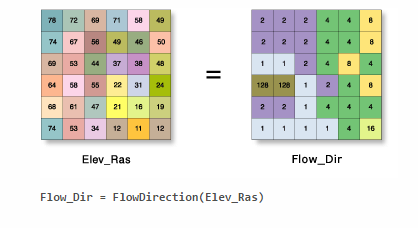 78 72 69 71 58 49 2 2 2 4 4 8
74 67 56 49 46 50 2 2 2 4 4 8
69 53 44 37 38 48 = 1 1 2 4 8 4
64 58 55 22 31 24 128 128 1 2 4 8
68 61 47 21 16 19 2 2 1 4 4 4
74 53 34 12 11 12 1 1 1 1 4 16
Elev_Ras Flow_Dir
Flow_Dir = FlowDirection(Elev_Ras)